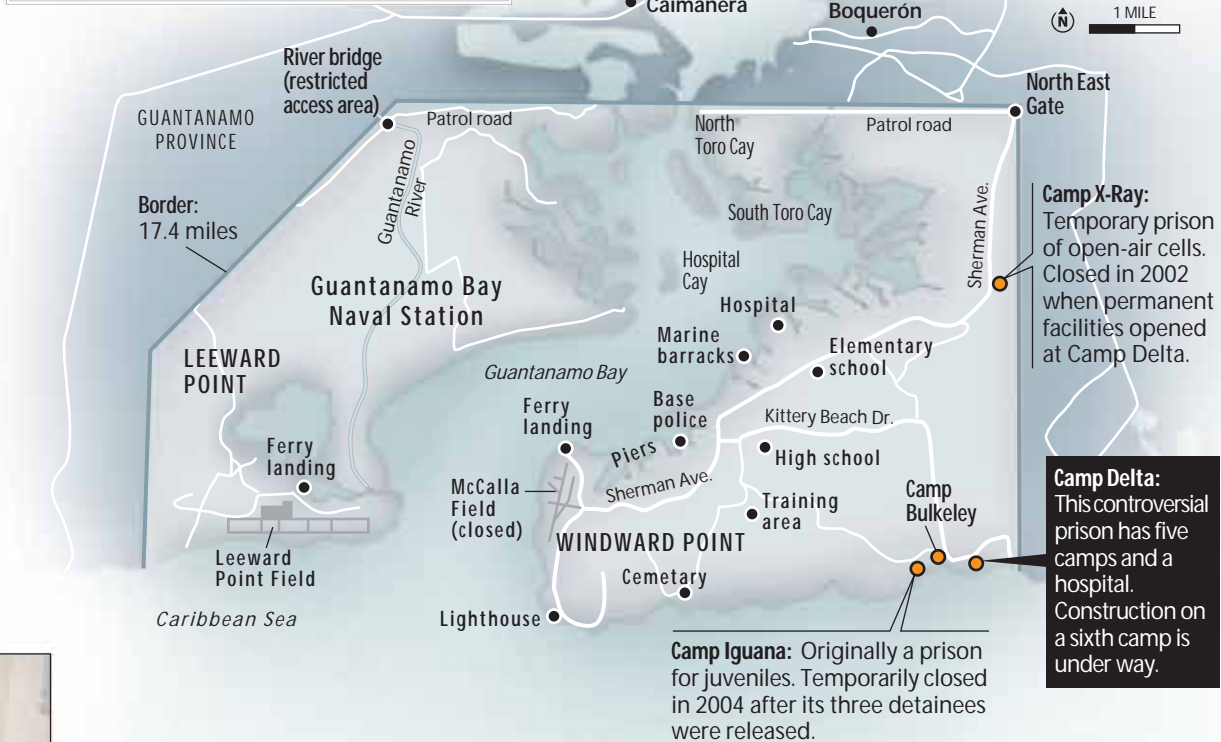 Caimanera
Boquerón
N
1 MILE
River bridge
(restricted
access area)
North East
Gate
GUANTANAMO
PROVINCE
Patrol road
North
Toro Cay
Patrol road
Guantanamo
River
Border:
17.4 miles
South Toro Cay
Sherman Ave.
Camp X-Ray:
Temporary prison
of open-air cells.
Closed in 2002
when permanent
facilities opened
at Camp Delta.
Hospital
Cay
Guantanamo Bay
Naval Station
Hospital
Marine
barracks
Elementary
school
LEEWARD
POINT
Guantanamo Bay
Ferry
landing
Base
police
Kittery Beach Dr.
Piers
High school
Ferry
landing
McCalla
Field
(closed)
Sherman Ave.
Training
area
Camp
Bulkeley
Camp Delta:
This controversial
prison has five
camps and a
hospital.
Construction on
a sixth camp is
under way.
WINDWARD POINT
Leeward
Point Field
Cemetary
Caribbean Sea
Lighthouse
Camp Iguana: Originally a prison
for juveniles. Temporarily closed
in 2004 after its three detainees
were released.